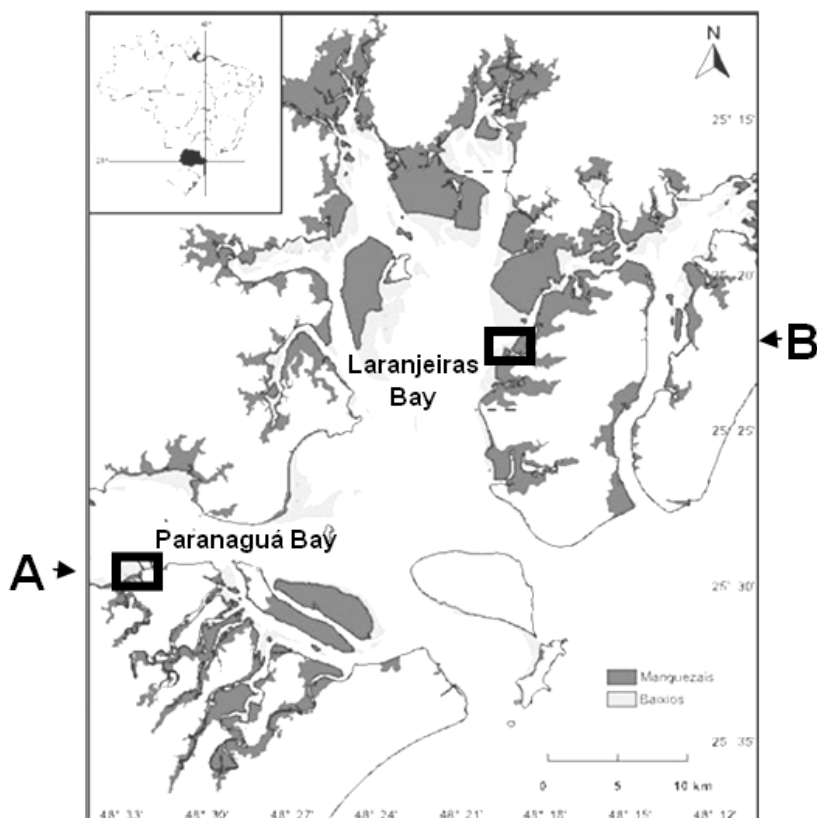 N
25° 15'
25° 20'
B
Laranjeiras
Bay
25° 25'
Paranaguá Bay
A
25° 30'
Manguezais
Baixios
25° 35'
0 5 10 km
48° 33' 48° 30' 48° 27' 48° 24' 48° 21' 48° 18' 48° 15' 48° 12'